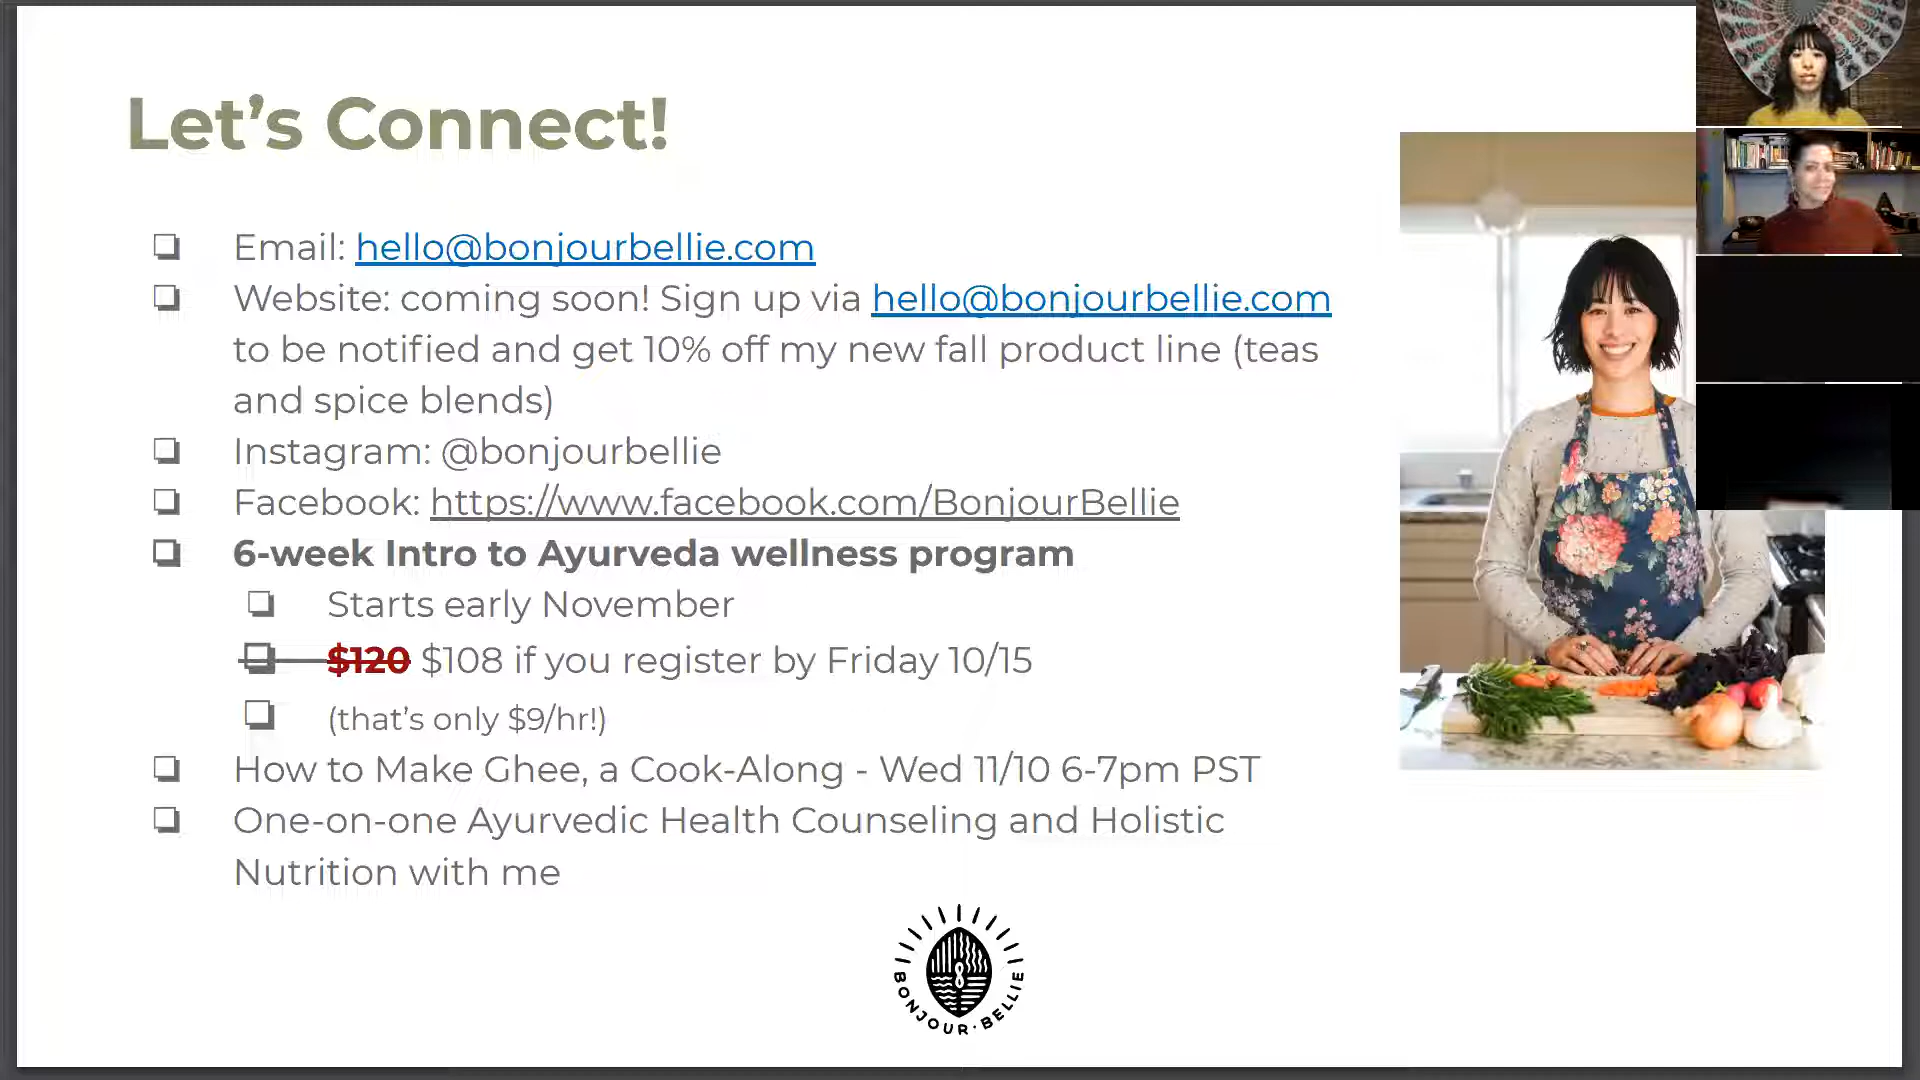 Let’s Connect!
❏ Email: hello@bonjourbellie.com
❏ Website: coming soon! Sign up via hello@bonjourbellie.com
to be notified and get 10% off my new fall product line (teas
and spice blends)
❏ Instagram: @bonjourbellie
❏ Facebook: https://www.facebook.com/BonjourBellie
❏ 6-week Intro to Ayurveda wellness program
❏ Starts early November
❏ $120 $108 if you register by Friday 10/15
❏ (that’s only $9/hr!)
❏ How to Make Ghee, a Cook-Along - Wed 11/10 6-7pm PST
❏ One-on-one Ayurvedic Health Counseling and Holistic
Nutrition with me
BONJOUR·BELLIE